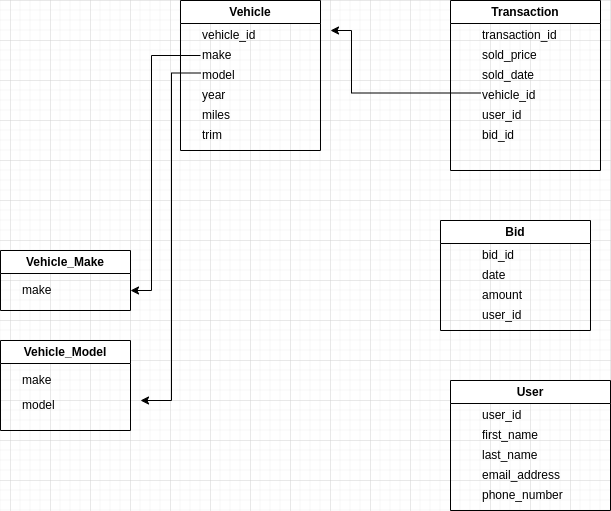 Vehicle
vehicle_id
make
model
year
miles
trim
Transaction
transaction_id
sold_price
sold_date
vehicle_id
user_id
bid_id
Vehicle_Make
make
Vehicle_Model
make
model
Bid
bid_id
date
amount
user_id
User
user_id
first_name
last_name
email_address
phone_number